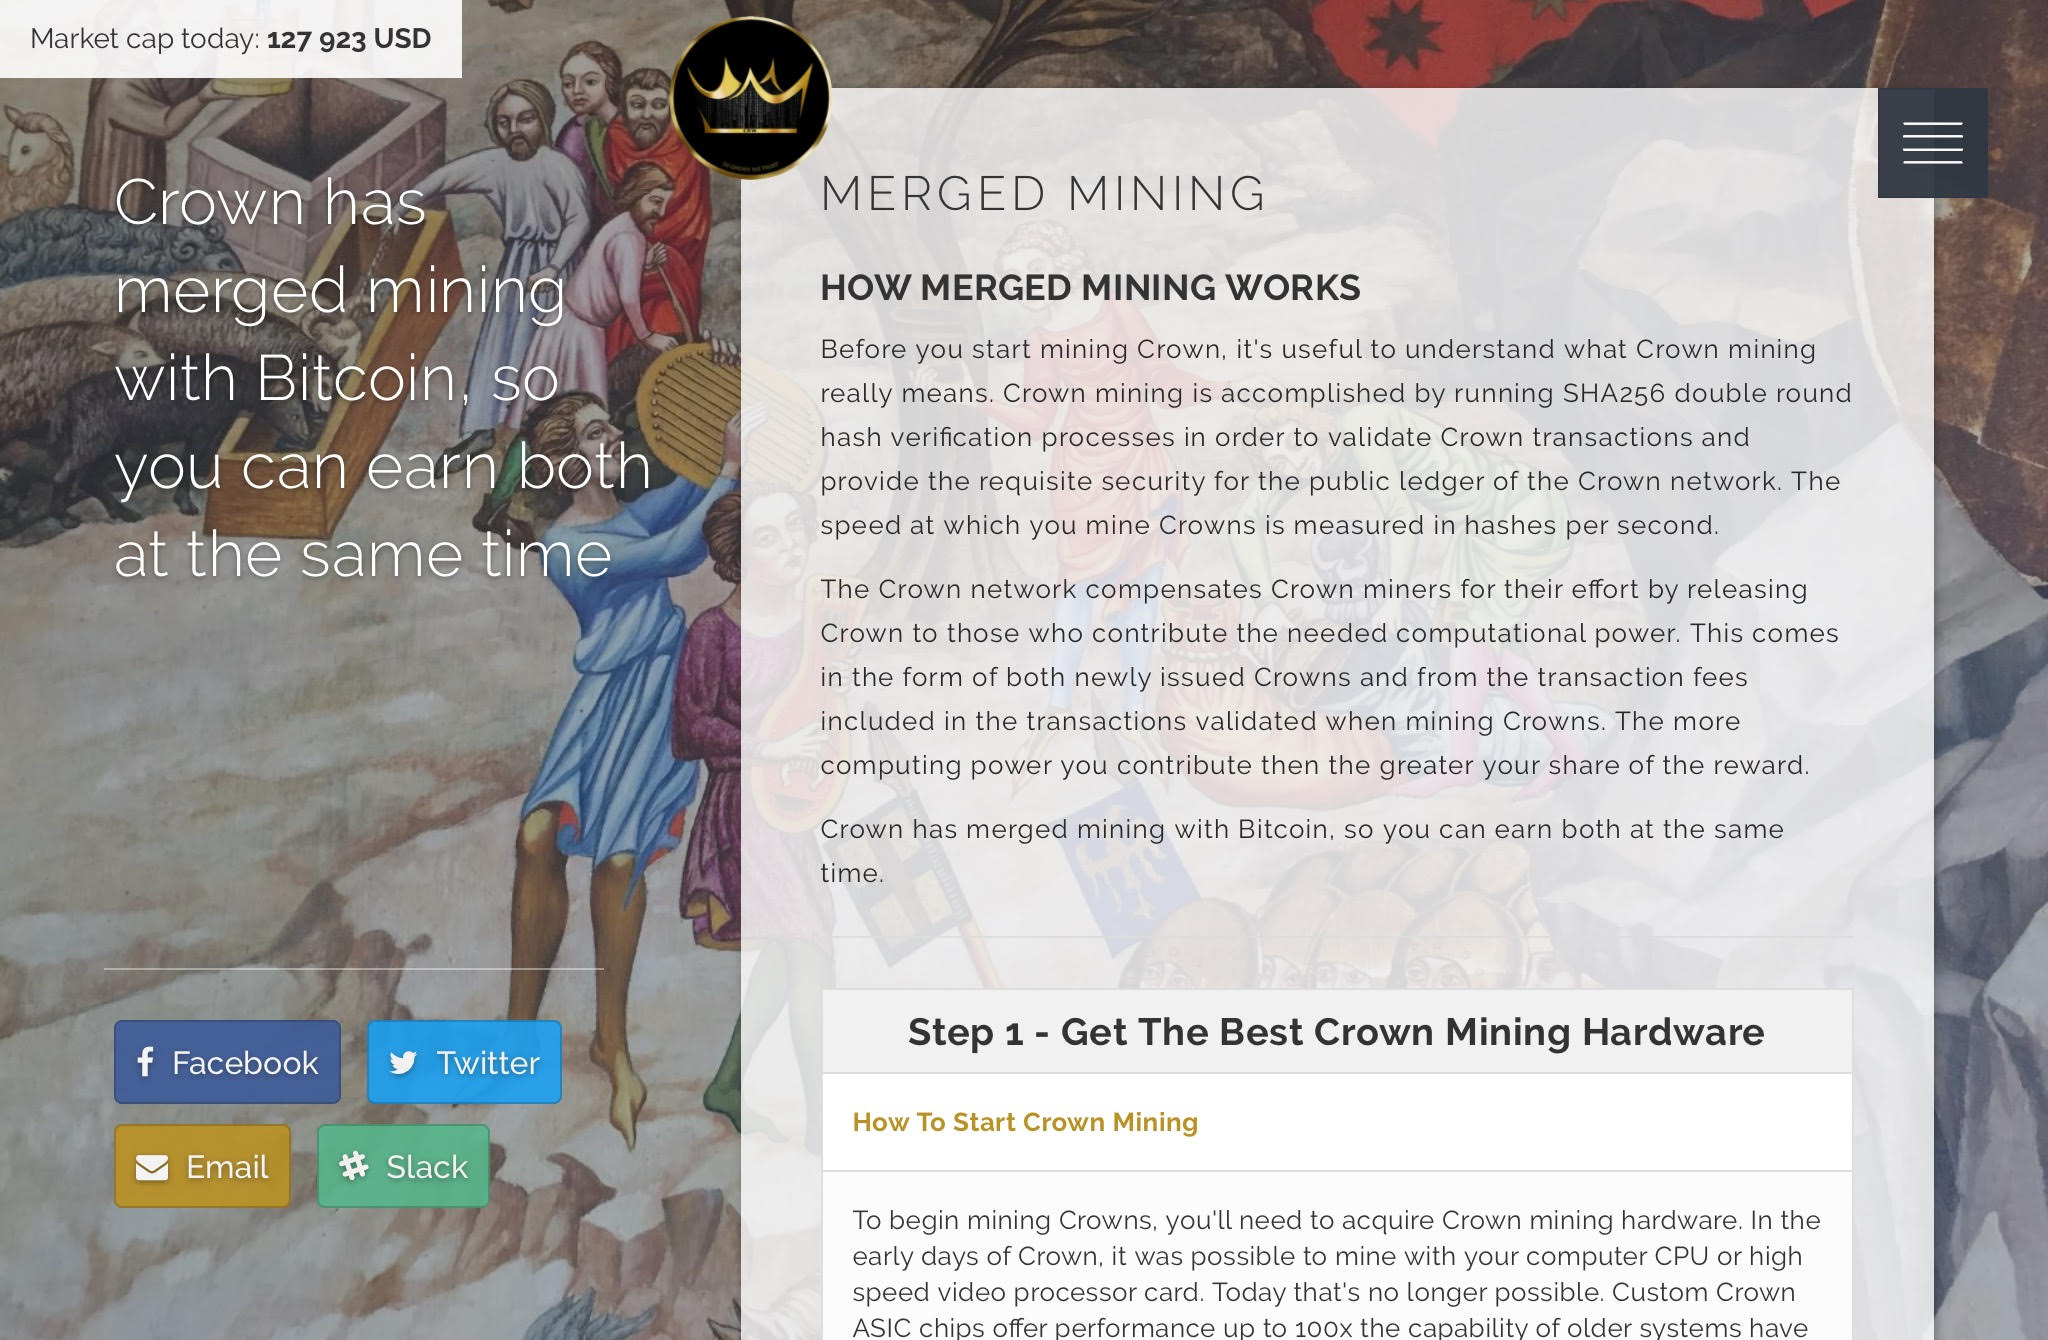 Market cap today: 127 923 USD
Crown has
merged mining
with Bitcoin, so
you can earn both
at the same time
Facebook
Twitter
Email
Slack
MERGED MINING
HOW MERGED MINING WORKS
Before you start mining Crown, it's useful to understand what Crown mining
really means. Crown mining is accomplished by running SHA256 double round
hash verification processes in order to validate Crown transactions and
provide the requisite security for the public ledger of the Crown network. The
speed at which you mine Crowns is measured in hashes per second.
The Crown network compensates Crown miners for their effort by releasing
Crown to those who contribute the needed computational power. This comes
in the form of both newly issued Crowns and from the transaction fees
included in the transactions validated when mining Crowns. The more
computing power you contribute then the greater your share of the reward.
Crown has merged mining with Bitcoin, so you can earn both at the same
time.
Step 1 - Get The Best Crown Mining Hardware
How To Start Crown Mining
To begin mining Crowns, you'll need to acquire Crown mining hardware. In the
early days of Crown, it was possible to mine with your computer CPU or high
speed video processor card. Today that's no longer possible. Custom Crown
ASIC chips offer performance up to 100x the capability of older systems have